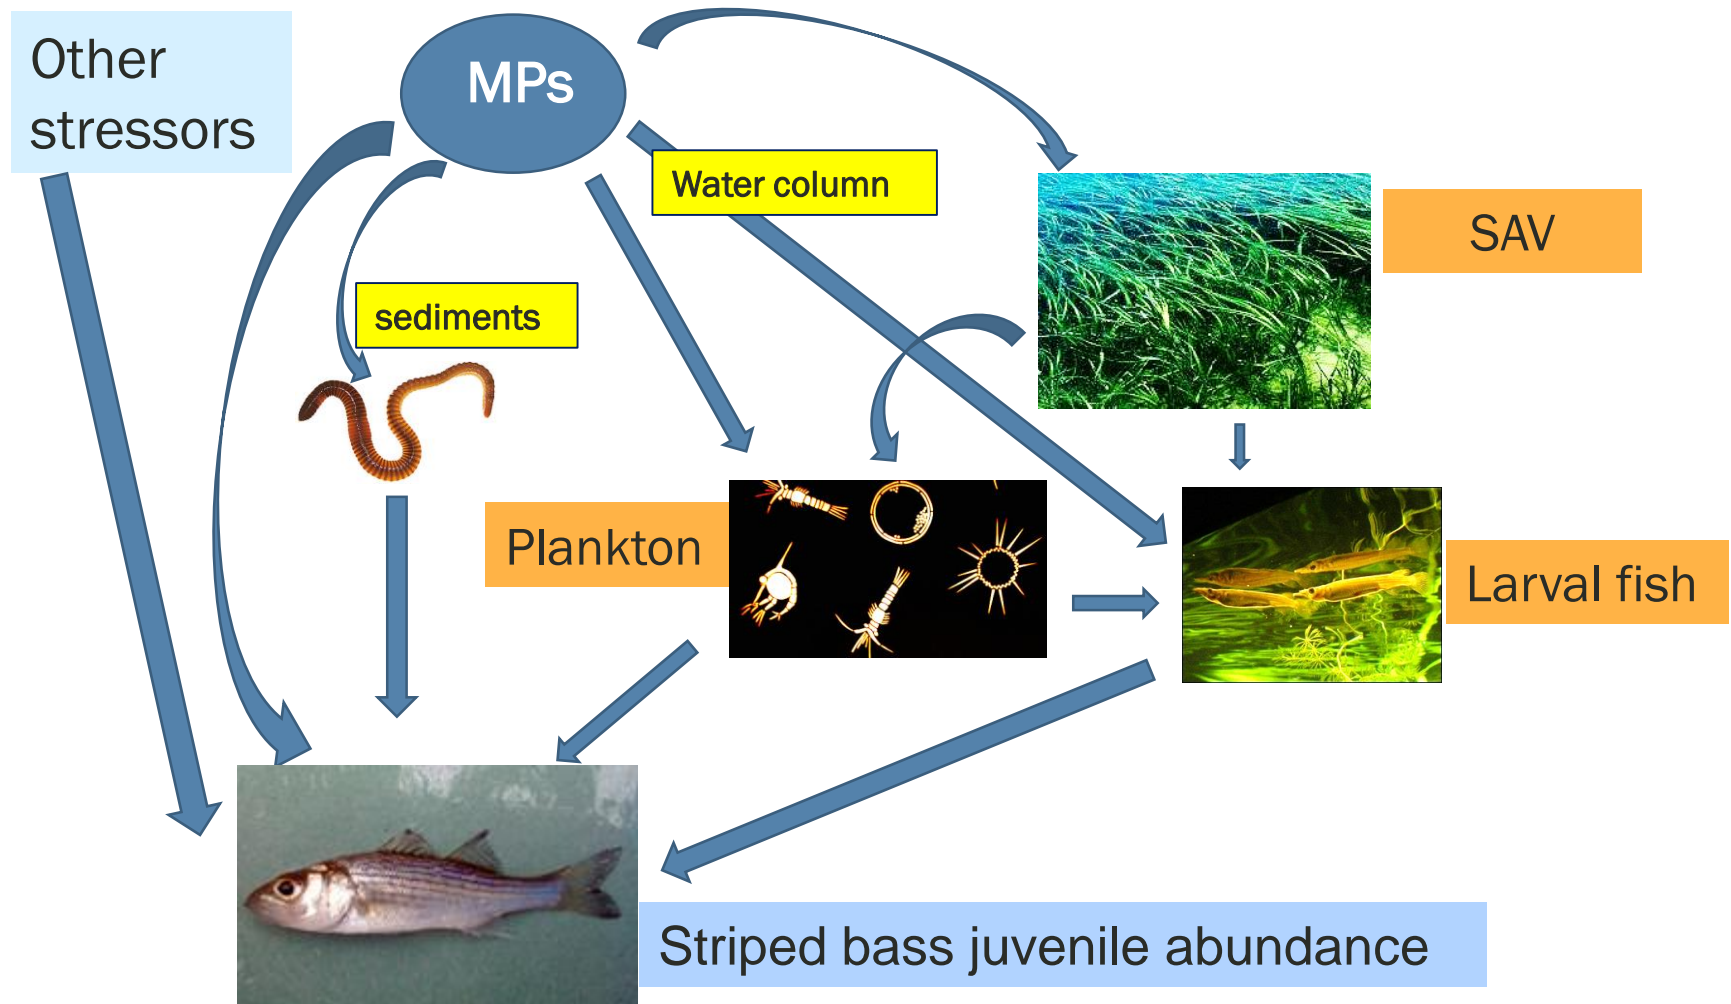 Other
stressors
MPs
Water column
SAV
sediments
Plankton
Larval fish
Striped bass juvenile abundance